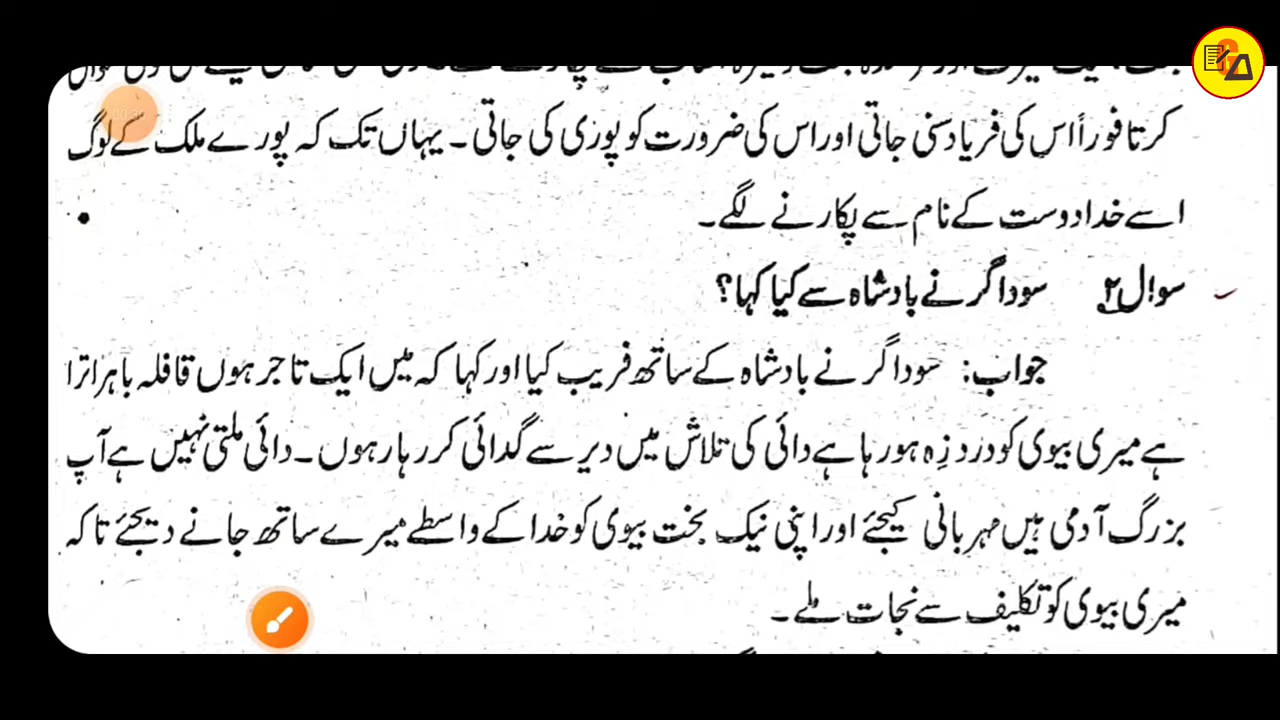 کرتا فوراً اس کی فریاد سنی جاتی اور اس کی ضرورت کو پوری کی جاتی ۔ یہاں تک کہ پورے ملک کے لوگ
اسے خدا دوست کے نام سے پکارنے لگے ۔
سوال ۲ سوداگر نے بادشاہ سے کیا کہا؟
جواب: سوداگر نے بادشاہ کے ساتھ فریب کیا اور کہا کہ میں ایک تاجر ہوں قافلہ باہر اترا
ہے میری بیوی کو درد زِہ ہو رہا ہے دائی کی تلاش میں دیر سے گدائی کر رہا رہوں ۔ دائی ملتی نہیں ہے آپ
بزرگ آدمی ہیں مہربانی کیجئے اور اپنی نیک بخت بیوی کو خدا کے واسطے میرے ساتھ جانے دیجئے تاکہ
میری بیوی کو تکلیف سے نجات ملے ۔